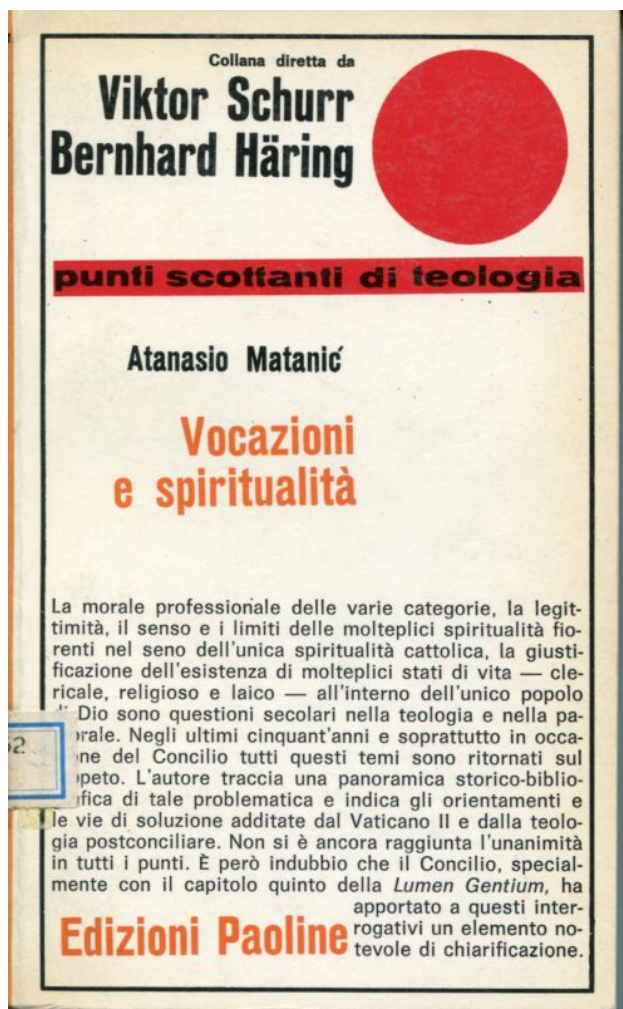 Collana diretta da
Viktor Schurr
Bernhard Häring
punti scottanti di teologia
Atanasio Matanić
Vocazioni
e spiritualità
La morale professionale delle varie categorie, la legit-
timità, il senso e i limiti delle molteplici spiritualità fio-
renti nel seno dell'unica spiritualità cattolica, la giusti-
ficazione dell'esistenza di molteplici stati di vita — cle-
ricale, religioso e laico — all'interno dell'unico popolo
Dio sono questioni secolari nella teologia e nella pa-
orale. Negli ultimi cinquant'anni e soprattutto in occa-
one del Concilio tutti questi temi sono ritornati sul
peto. L'autore traccia una panoramica storico-biblio-
fica di tale problematica e indica gli orientamenti e
le vie di soluzione additate dal Vaticano II e dalla teolo-
gia postconciliare. Non si è ancora raggiunta l'unanimità
in tutti i punti. È però indubbio che il Concilio, special-
mente con il capitolo quinto della Lumen Gentium, ha
apportato a questi inter-
rogativi un elemento no-
tevole di chiarificazione.
Edizioni Paoline
52